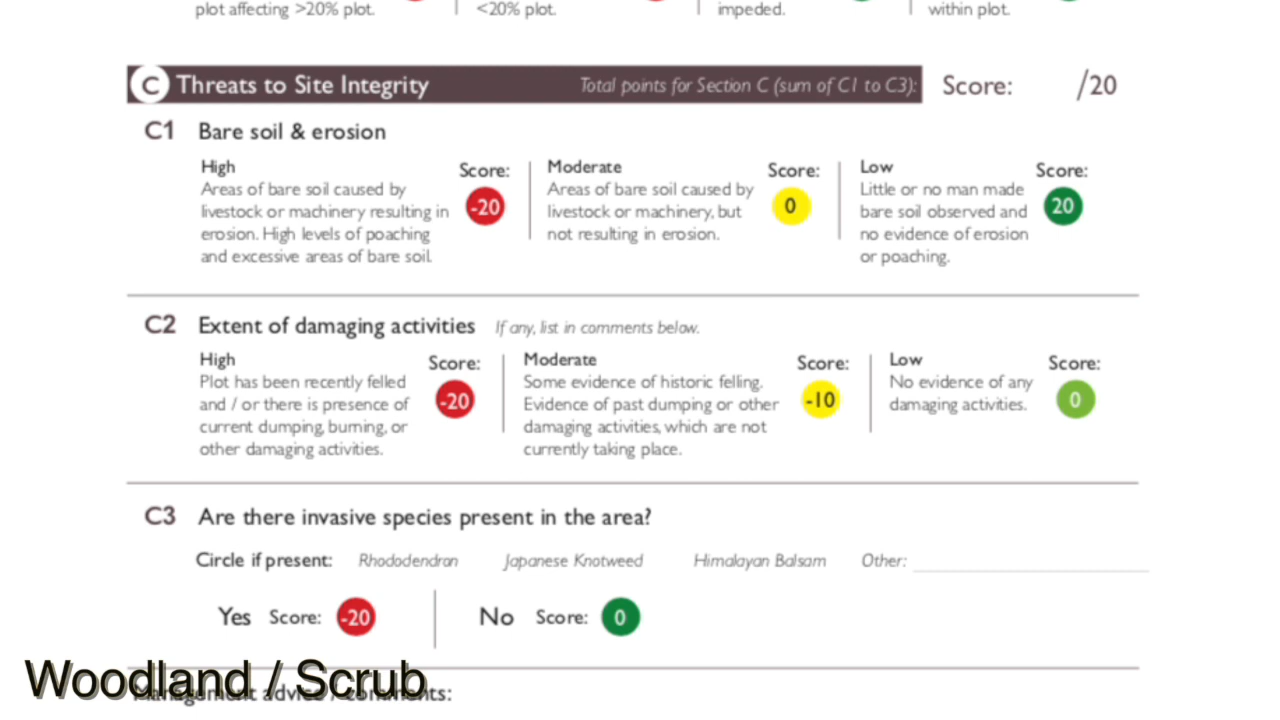 plot affecting >20% plot.
<20% plot.
impeded.
within plot.
C Threats to Site Integrity Total points for Section C (sum of C1 to C3): Score: /20
C1 Bare soil & erosion
High Score: -20
Areas of bare soil caused by
livestock or machinery resulting in
erosion. High levels of poaching
and excessive areas of bare soil.
Moderate Score: 0
Areas of bare soil caused by
livestock or machinery, but
not resulting in erosion.
Low Score: 20
Little or no man made
bare soil observed and
no evidence of erosion
or poaching.
C2 Extent of damaging activities If any, list in comments below.
High Score: -20
Plot has been recently felled
and / or there is presence of
current dumping, burning, or
other damaging activities.
Moderate Score: -10
Some evidence of historic felling.
Evidence of past dumping or other
damaging activities, which are not
currently taking place.
Low Score: 0
No evidence of any
damaging activities.
C3 Are there invasive species present in the area?
Circle if present: Rhododendron Japanese Knotweed Himalayan Balsam Other:
Yes Score: -20 No Score: 0
Management advice / comments:
Woodland / Scrub